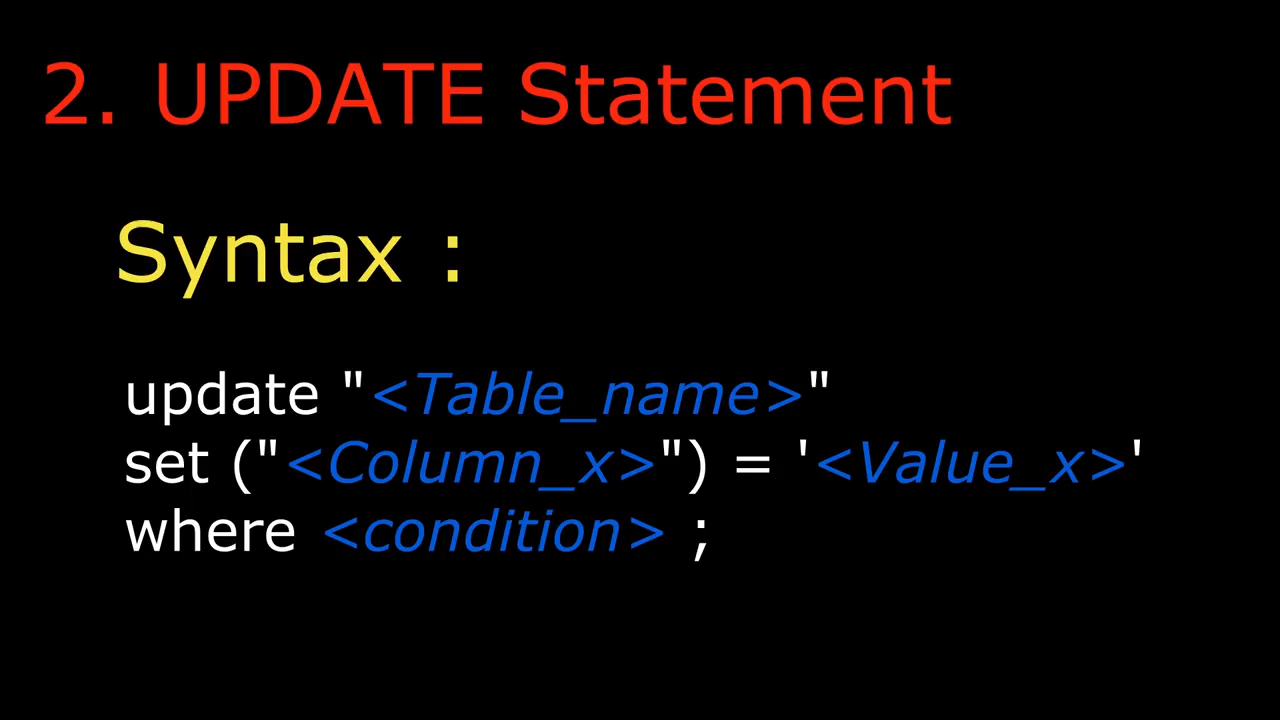 2. UPDATE Statement
Syntax :
update "<Table_name>"
set ("<Column_x>") = '<Value_x>'
where <condition> ;